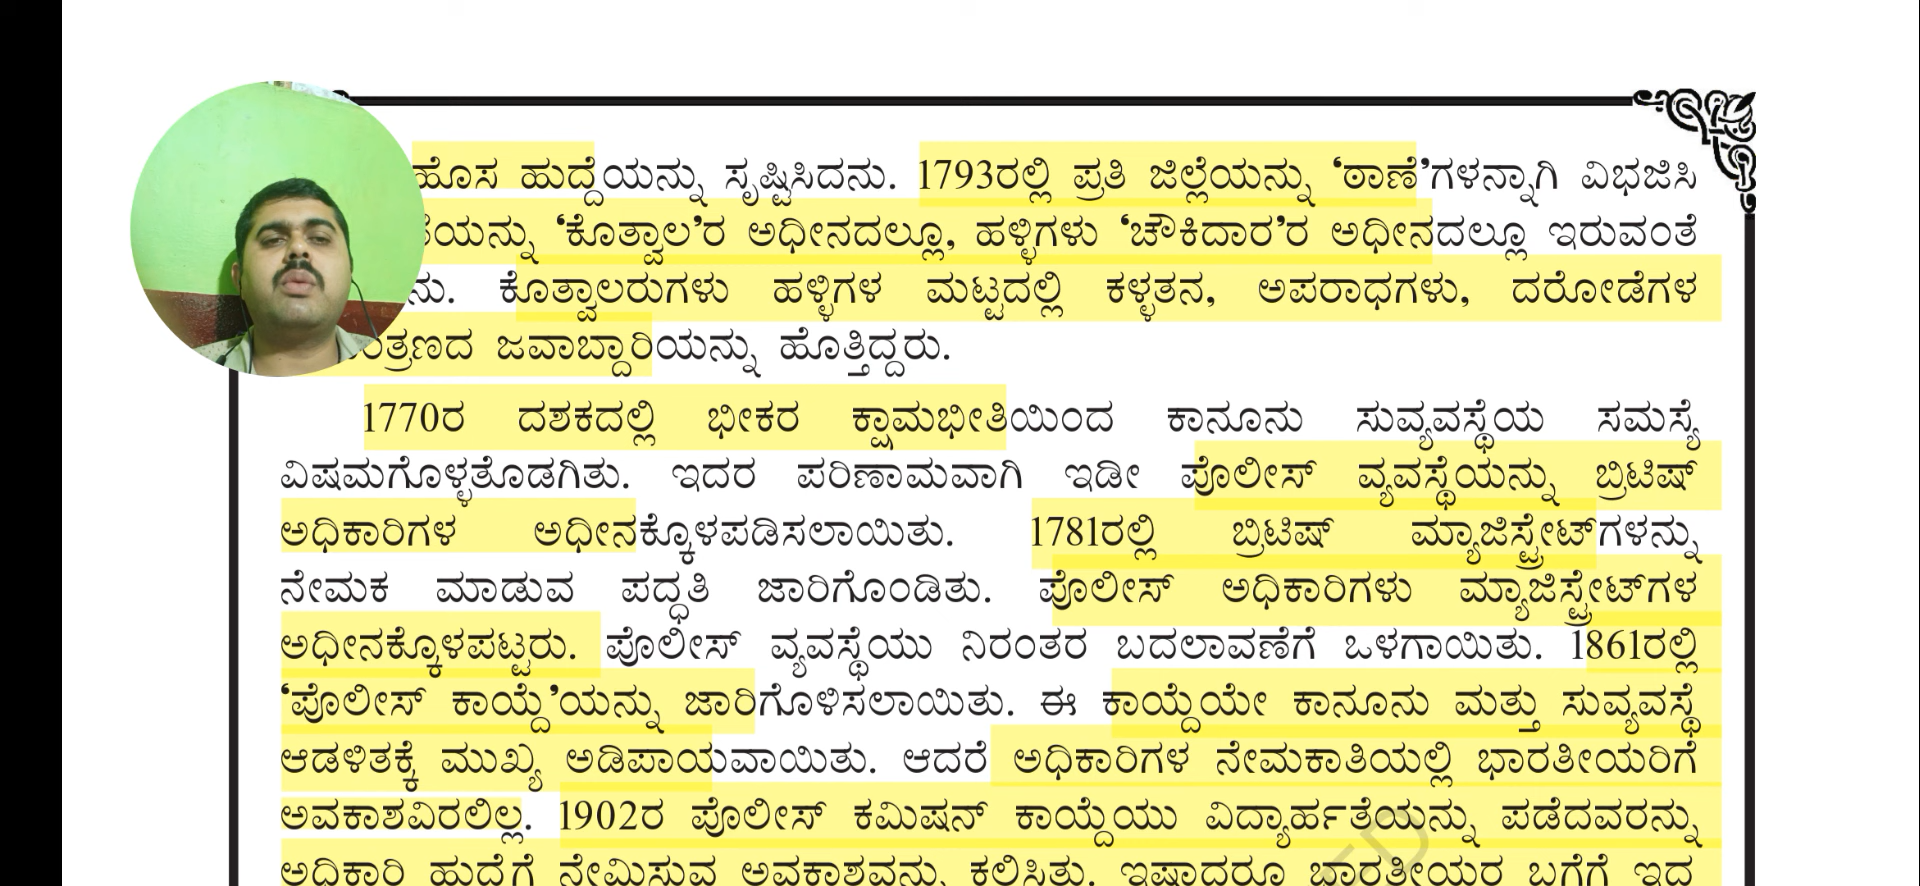 ಹೊಸ ಹುದ್ದೆಯನ್ನು ಸೃಷ್ಟಿಸಿದನು. 1793ರಲ್ಲಿ ಪ್ರತಿ ಜಿಲ್ಲೆಯನ್ನು ‘ಠಾಣೆ’ಗಳನ್ನಾಗಿ ವಿಭಜಿಸಿ
‘ಕೊತ್ವಾಲ’ರ ಅಧೀನದಲ್ಲೂ, ಹಳ್ಳಿಗಳು ‘ಚೌಕಿದಾರ’ರ ಅಧೀನದಲ್ಲೂ ಇರುವಂತೆ
ಕೊತ್ವಾಲರುಗಳು ಹಳ್ಳಿಗಳ ಮಟ್ಟದಲ್ಲಿ ಕಳ್ಳತನ, ಅಪರಾಧಗಳು, ದರೋಡೆಗಳ
ಜವಾಬ್ದಾರಿಯನ್ನು ಹೊತ್ತಿದ್ದರು.
1770ರ ದಶಕದಲ್ಲಿ ಭೀಕರ ಕ್ಷಾಮಭೀತಿಯಿಂದ ಕಾನೂನು ಸುವ್ಯವಸ್ಥೆಯ ಸಮಸ್ಯೆ
ವಿಷಮಗೊಳ್ಳತೊಡಗಿತು. ಇದರ ಪರಿಣಾಮವಾಗಿ ಇಡೀ ಪೊಲೀಸ್ ವ್ಯವಸ್ಥೆಯನ್ನು ಬ್ರಿಟಿಷ್
ಅಧಿಕಾರಿಗಳ ಅಧೀನಕ್ಕೊಳಪಡಿಸಲಾಯಿತು. 1781ರಲ್ಲಿ ಬ್ರಿಟಿಷ್ ಮ್ಯಾಜಿಸ್ಟ್ರೇಟ್‌ಗಳನ್ನು
ನೇಮಕ ಮಾಡುವ ಪದ್ಧತಿ ಜಾರಿಗೊಂಡಿತು. ಪೊಲೀಸ್ ಅಧಿಕಾರಿಗಳು ಮ್ಯಾಜಿಸ್ಟ್ರೇಟ್‌ಗಳ
ಅಧೀನಕ್ಕೊಳಪಟ್ಟರು. ಪೊಲೀಸ್ ವ್ಯವಸ್ಥೆಯು ನಿರಂತರ ಬದಲಾವಣೆಗೆ ಒಳಗಾಯಿತು. 1861ರಲ್ಲಿ
‘ಪೊಲೀಸ್ ಕಾಯ್ದೆ’ಯನ್ನು ಜಾರಿಗೊಳಿಸಲಾಯಿತು. ಈ ಕಾಯ್ದೆಯೇ ಕಾನೂನು ಮತ್ತು ಸುವ್ಯವಸ್ಥೆ
ಆಡಳಿತಕ್ಕೆ ಮುಖ್ಯ ಅಡಿಪಾಯವಾಯಿತು. ಆದರೆ ಅಧಿಕಾರಿಗಳ ನೇಮಕಾತಿಯಲ್ಲಿ ಭಾರತೀಯರಿಗೆ
ಅವಕಾಶವಿರಲಿಲ್ಲ. 1902ರ ಪೊಲೀಸ್ ಕಮಿಷನ್ ಕಾಯ್ದೆಯು ವಿದ್ಯಾರ್ಹತೆಯನ್ನು ಪಡೆದವರನ್ನು
ಅಧಿಕಾರಿ ಹುದ್ದೆಗೆ ನೇಮಿಸುವ ಅವಕಾಶವನ್ನು ಕಲ್ಪಿಸಿತು. ಇಷ್ಟಾದರೂ ಭಾರತೀಯರ ಬಗ್ಗೆಗೆ ಇದ್ದ